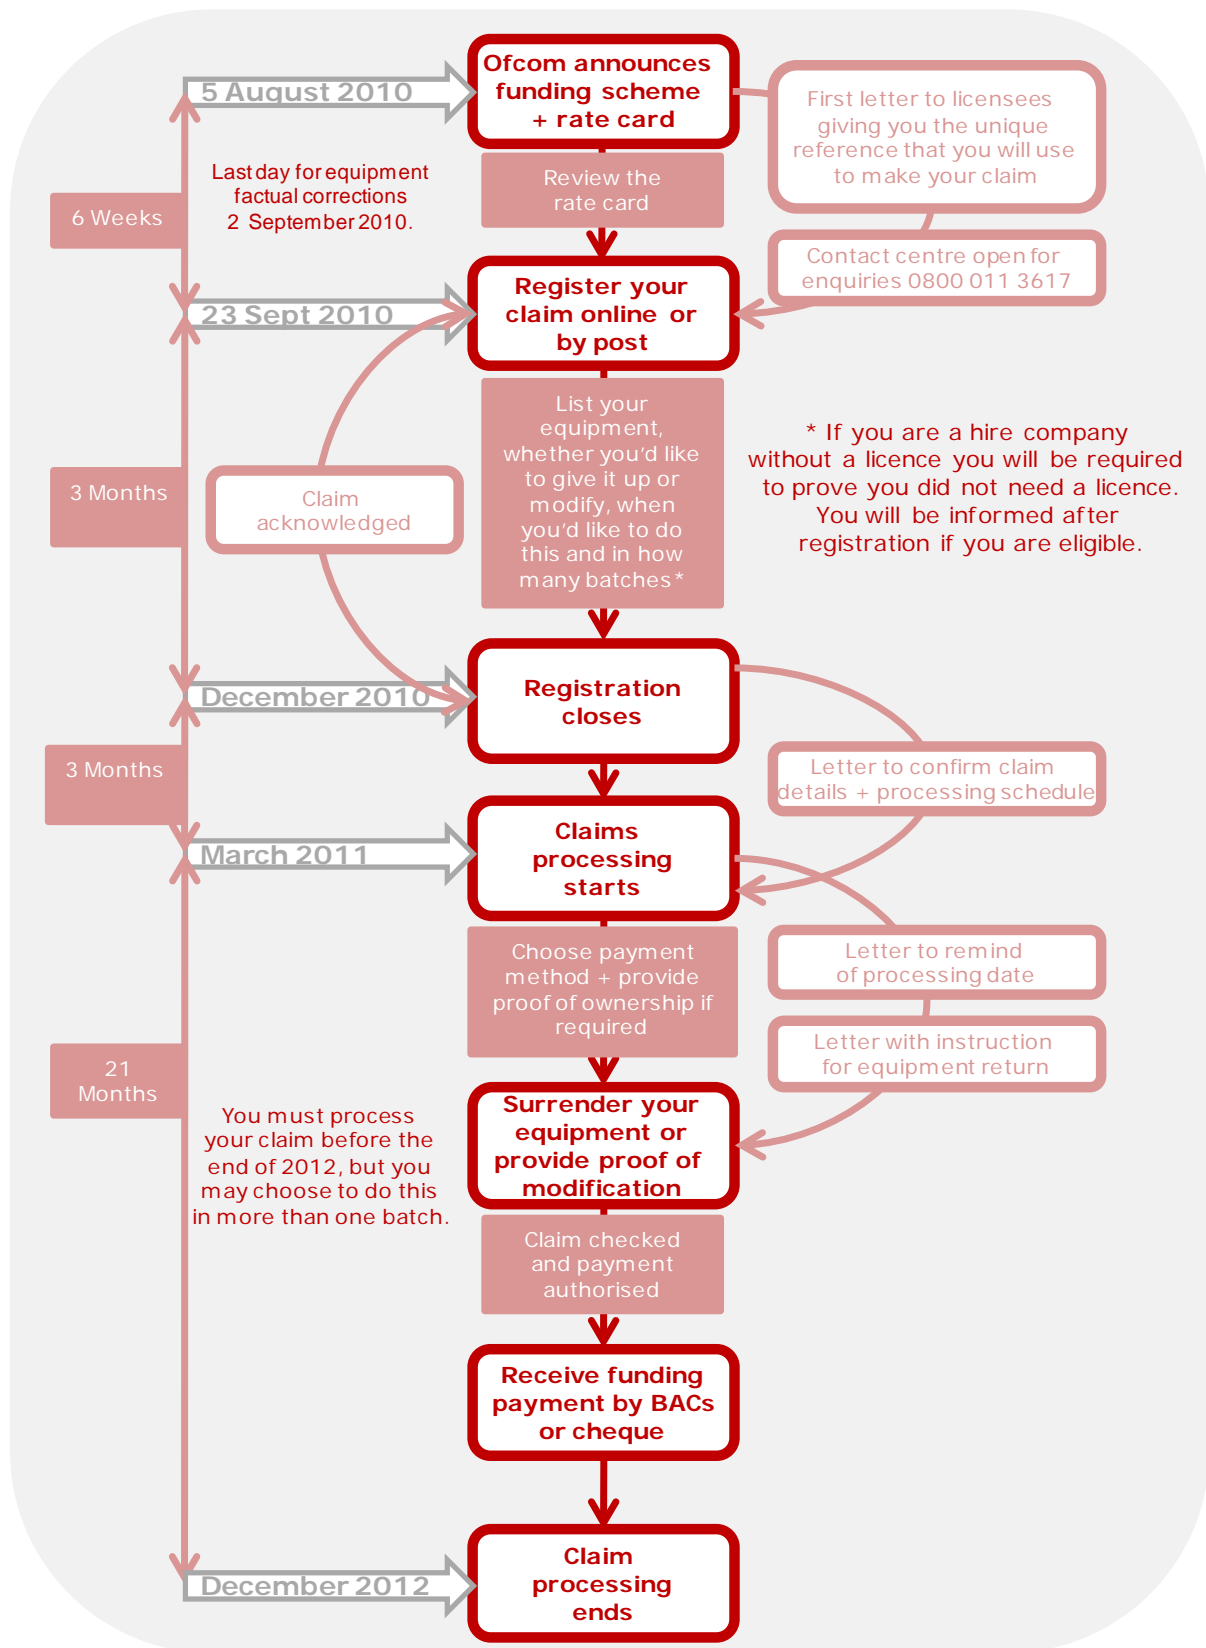 Ofcom announces
funding scheme
+ rate card
5 August 2010
First letter to licensees
giving you the unique
reference that you will use
to make your claim
Review the
rate card
Last day for equipment
factual corrections
2 September 2010.
6 Weeks
Contact centre open for
enquiries 0800 011 3617
Register your
claim online or
by post
23 Sept 2010
List your
equipment,
whether you'd like
to give it up or
modify, when
you'd like to do
this and in how
many batches*
* If you are a hire company
without a licence you will be required
to prove you did not need a licence.
You will be informed after
registration if you are eligible.
3 Months
Claim
acknowledged
Registration
closes
December 2010
3 Months
Letter to confirm claim
details + processing schedule
Claims
processing
starts
March 2011
Choose payment
method + provide
proof of ownership if
required
Letter to remind
of processing date
Letter with instruction
for equipment return
21
Months
Surrender your
equipment or
provide proof of
modification
You must process
your claim before the
end of 2012, but you
may choose to do this
in more than one batch.
Claim checked
and payment
authorised
Receive funding
payment by BACs
or cheque
Claim
processing
ends
December 2012